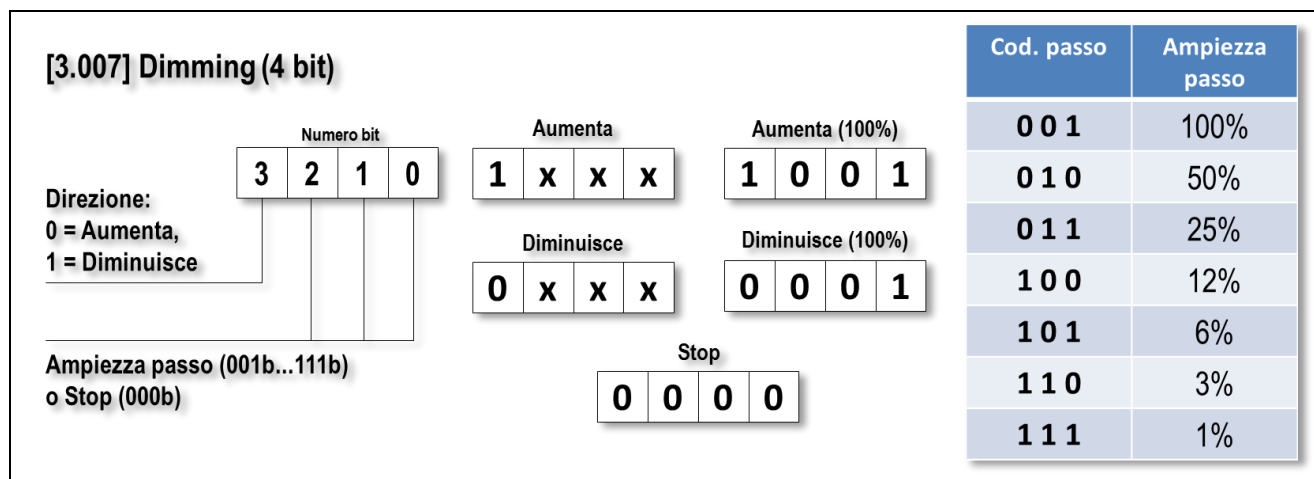 [3.007] Dimming (4 bit)
Numero bit
3 2 1 0
Direzione:
0 = Aumenta,
1 = Diminuisce
Ampiezza passo (001b...111b)
o Stop (000b)
Aumenta
1 x x x
Aumenta (100%)
1 0 0 1
Diminuisce
0 x x x
Diminuisce (100%)
0 0 0 1
Stop
0 0 0 0
Cod. passo Ampiezza
passo
0 0 1 100%
0 1 0 50%
0 1 1 25%
1 0 0 12%
1 0 1 6%
1 1 0 3%
1 1 1 1%